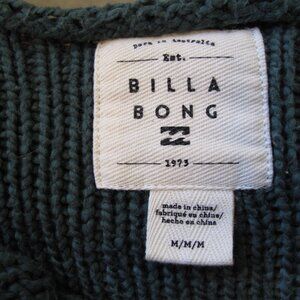 Born in Australia
Est.
BILLA
BONG
1973
made in china/
fabriqué en chine/
hecho en china
M/M/M